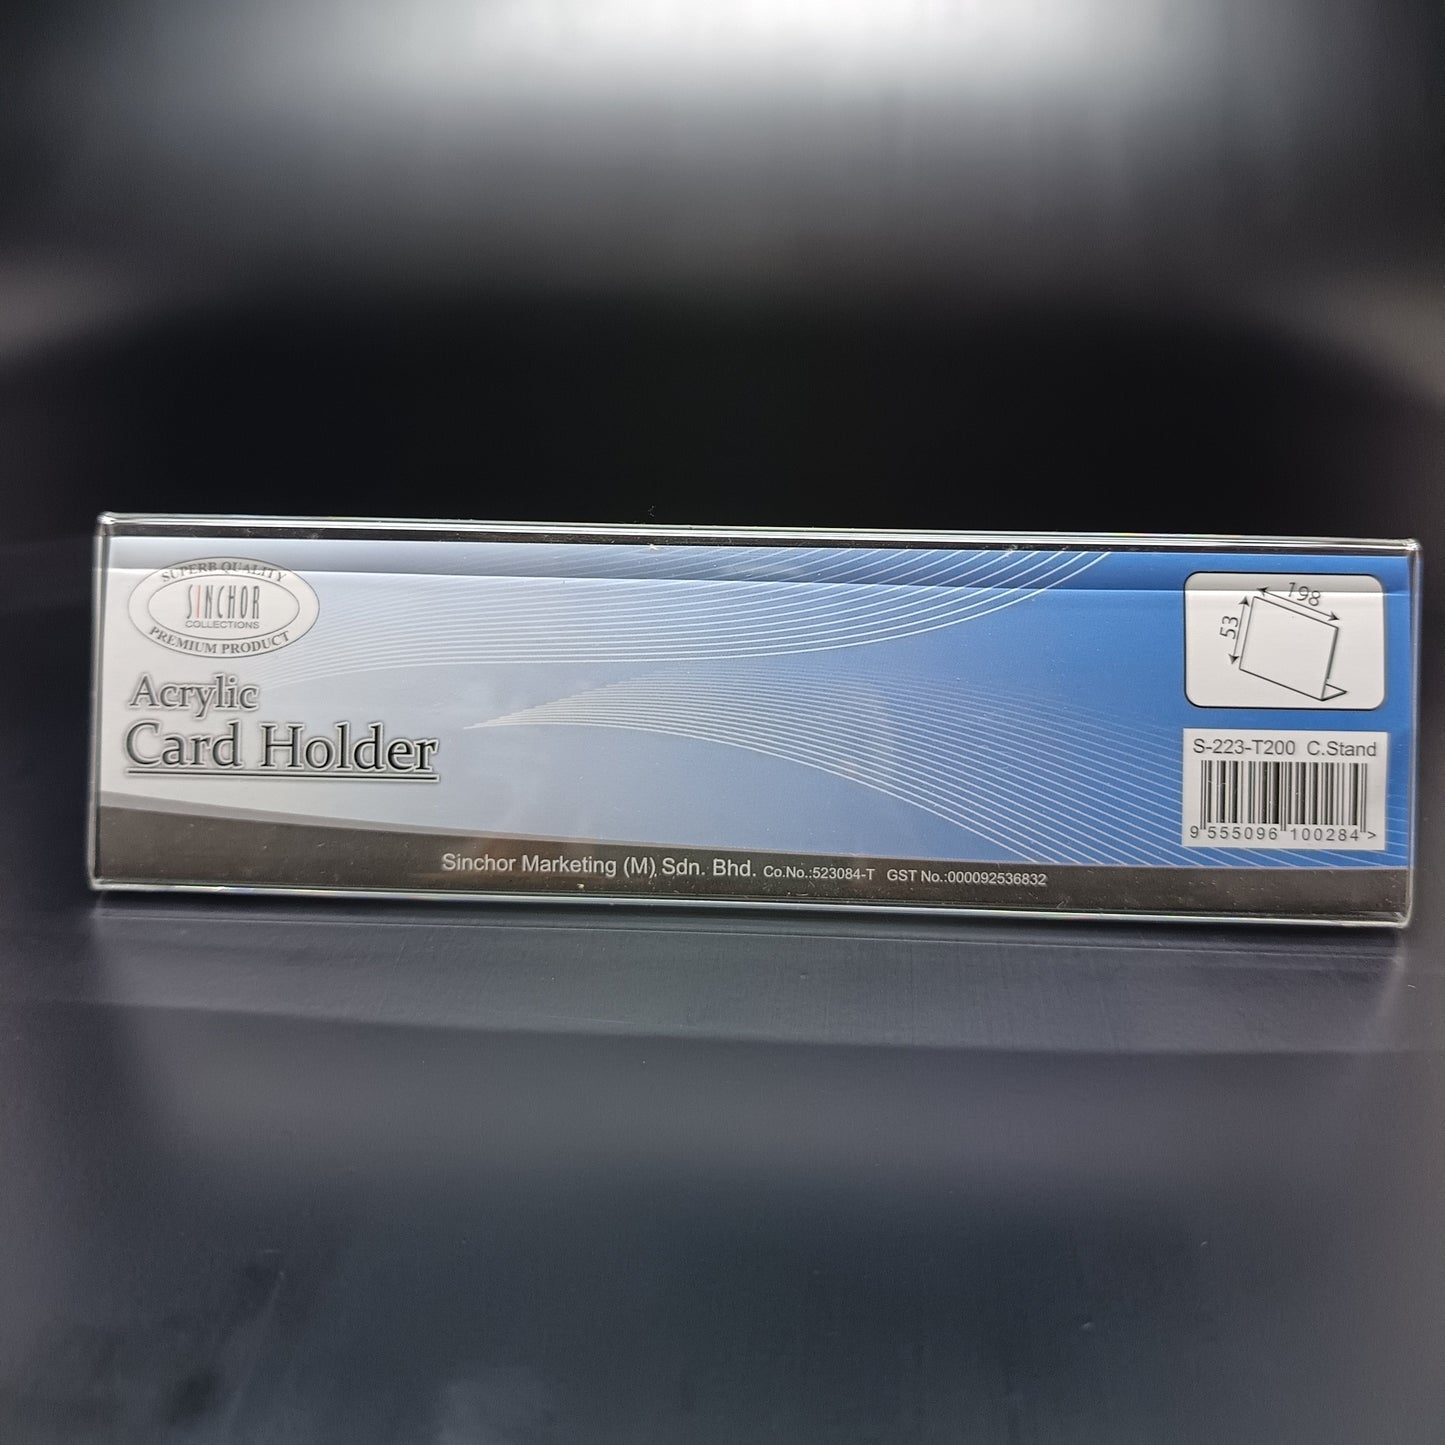 SUPERB QUALITY
SINCHOR
COLLECTIONS
PREMIUM PRODUCT
Acrylic
Card Holder
198
53
S-223-T200 C.Stand
9 555096 100284 >
Sinchor Marketing (M) Sdn. Bhd. Co.No.:523084-T GST No.:000092536832